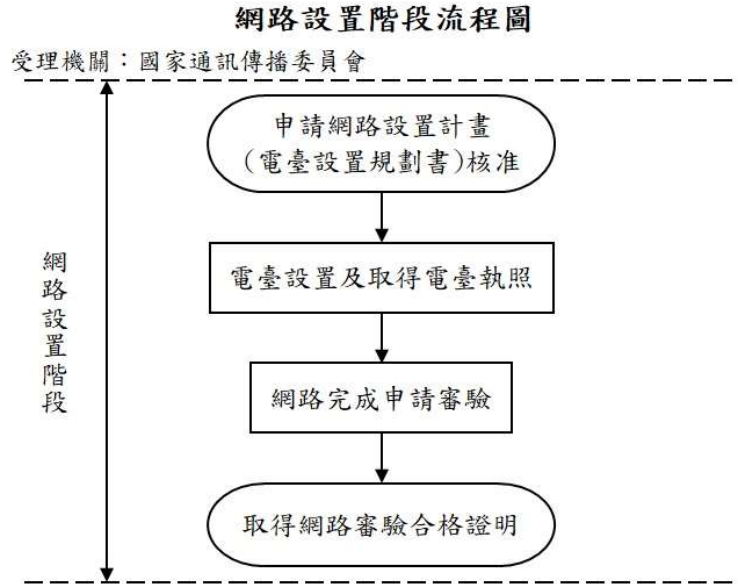 網路設置階段流程圖
受理機關：國家通訊傳播委員會
網路設置階段
申請網路設置計畫
(電臺設置規劃書)核准
電臺設置及取得電臺執照
網路完成申請審驗
取得網路審驗合格證明